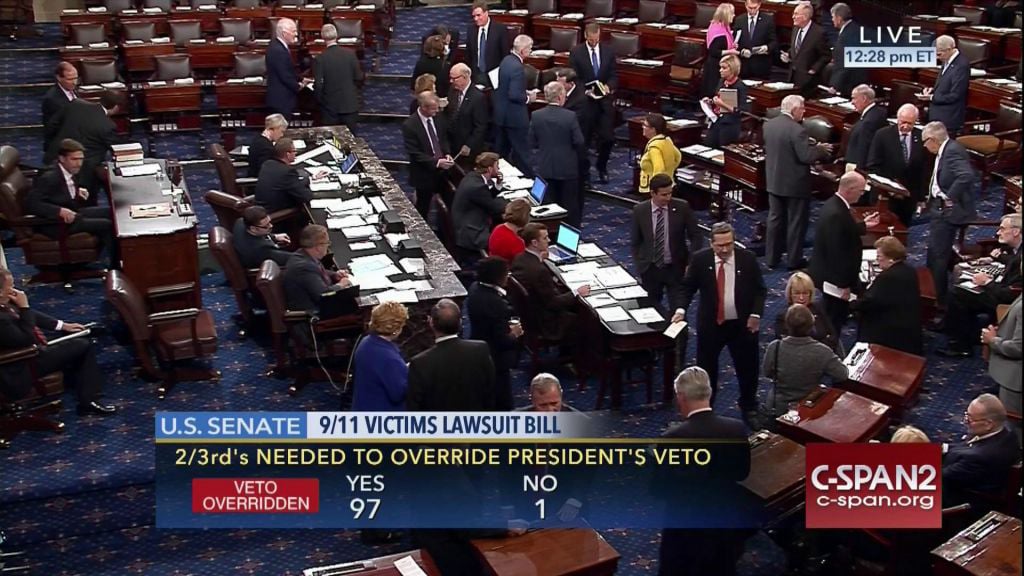 LIVE
12:28 pm ET
U.S. SENATE
9/11 VICTIMS LAWSUIT BILL
2/3rd's NEEDED TO OVERRIDE PRESIDENT'S VETO
VETO
OVERRIDDEN
YES
97
NO
1
C-SPAN2
c-span.org